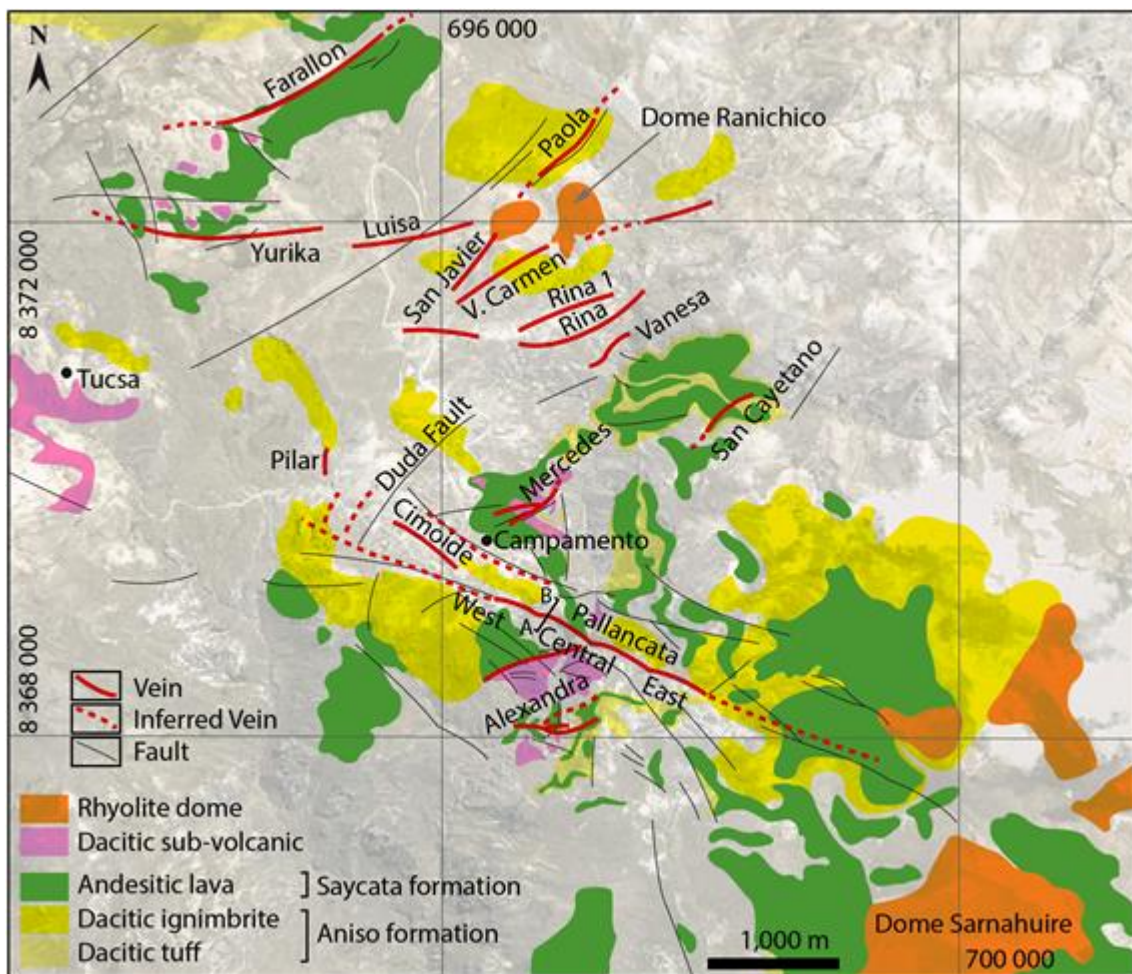 N
696 000
Farallon
Paola
Dome Ranichico
Luisa
Yurika
San Javier
V. Carmen
Rina 1
Rina
Vanesa
8 372 000
Tucsa
San Cayetano
Duda Fault
Pilar
Mercedes
Cimoide
Campamento
B
West
A
Central
Pallancata
East
Alexandra
8 368 000
Vein
Inferred Vein
Fault
Rhyolite dome
Dacitic sub-volcanic
Andesitic lava
Saycata formation
Dacitic ignimbrite
Aniso formation
Dacitic tuff
1,000 m
Dome Sarnahuire
700 000